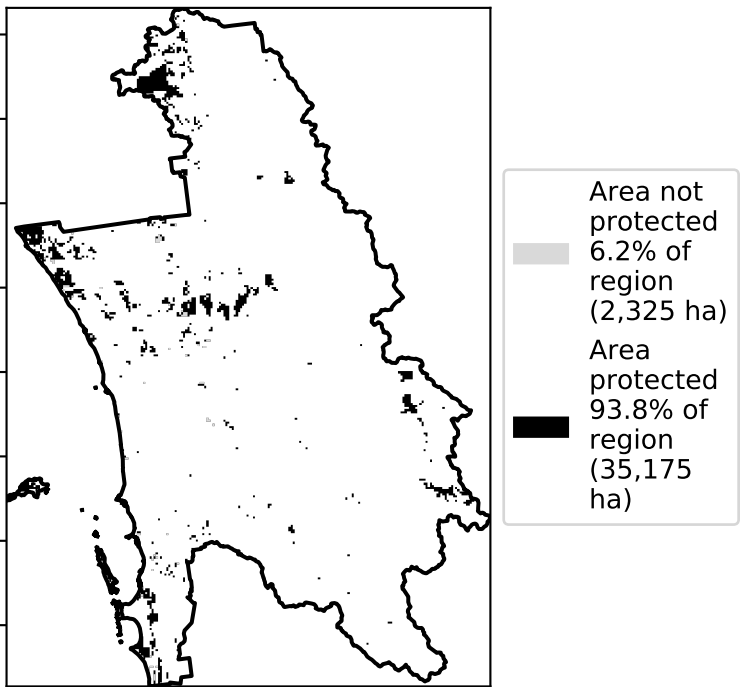 Area not
protected
6.2% of
region
(2,325 ha)
Area
protected
93.8% of
region
(35,175
ha)